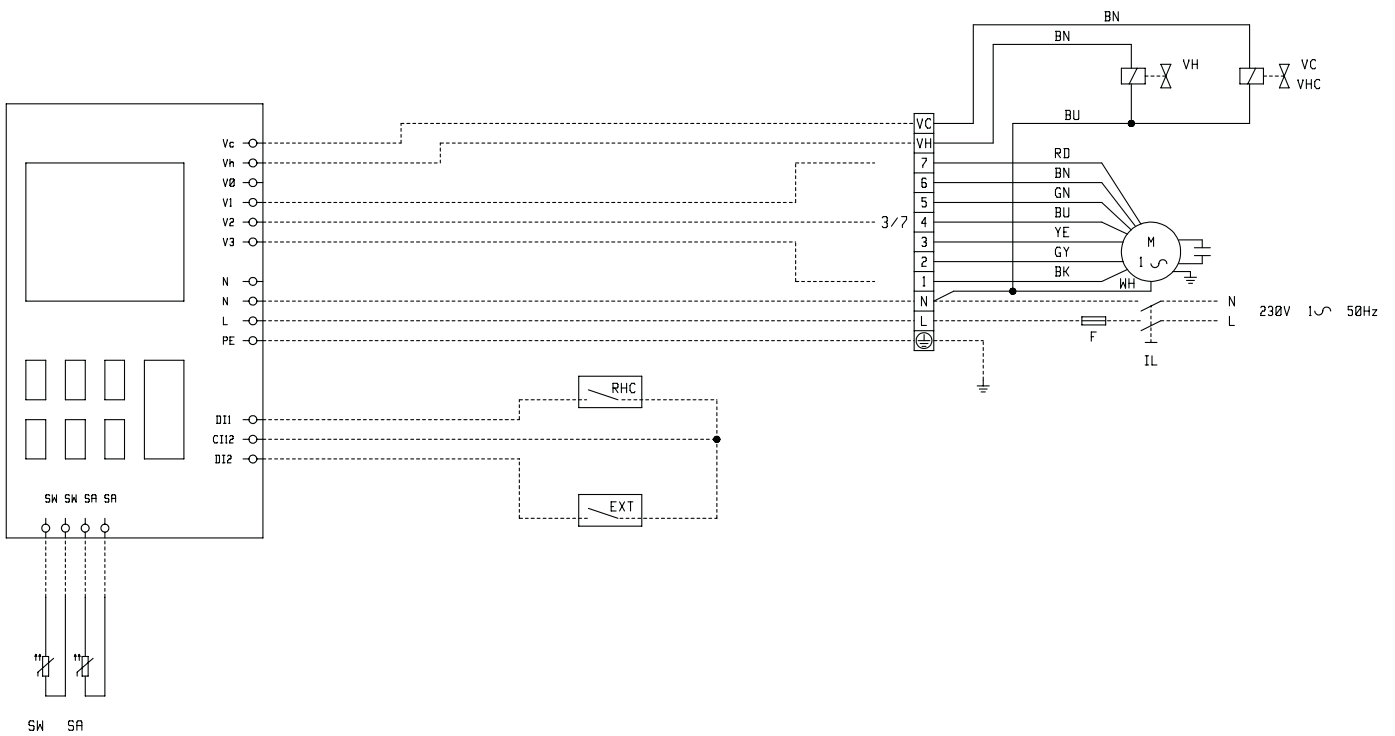 BN
BN
VH
VC
VHC
BU
Vc
VC
Vh
VH
RD
7
V0
BN
6
V1
GN
5
V2
3/7
4
BU
V3
3
YE
M
1
2
GY
N
1
BK
WH
N
N
N
230V 1 50Hz
L
L
L
PE
F
IL
RHC
DI1
CI12
DI2
SW SW SA SA
EXT
SW SA